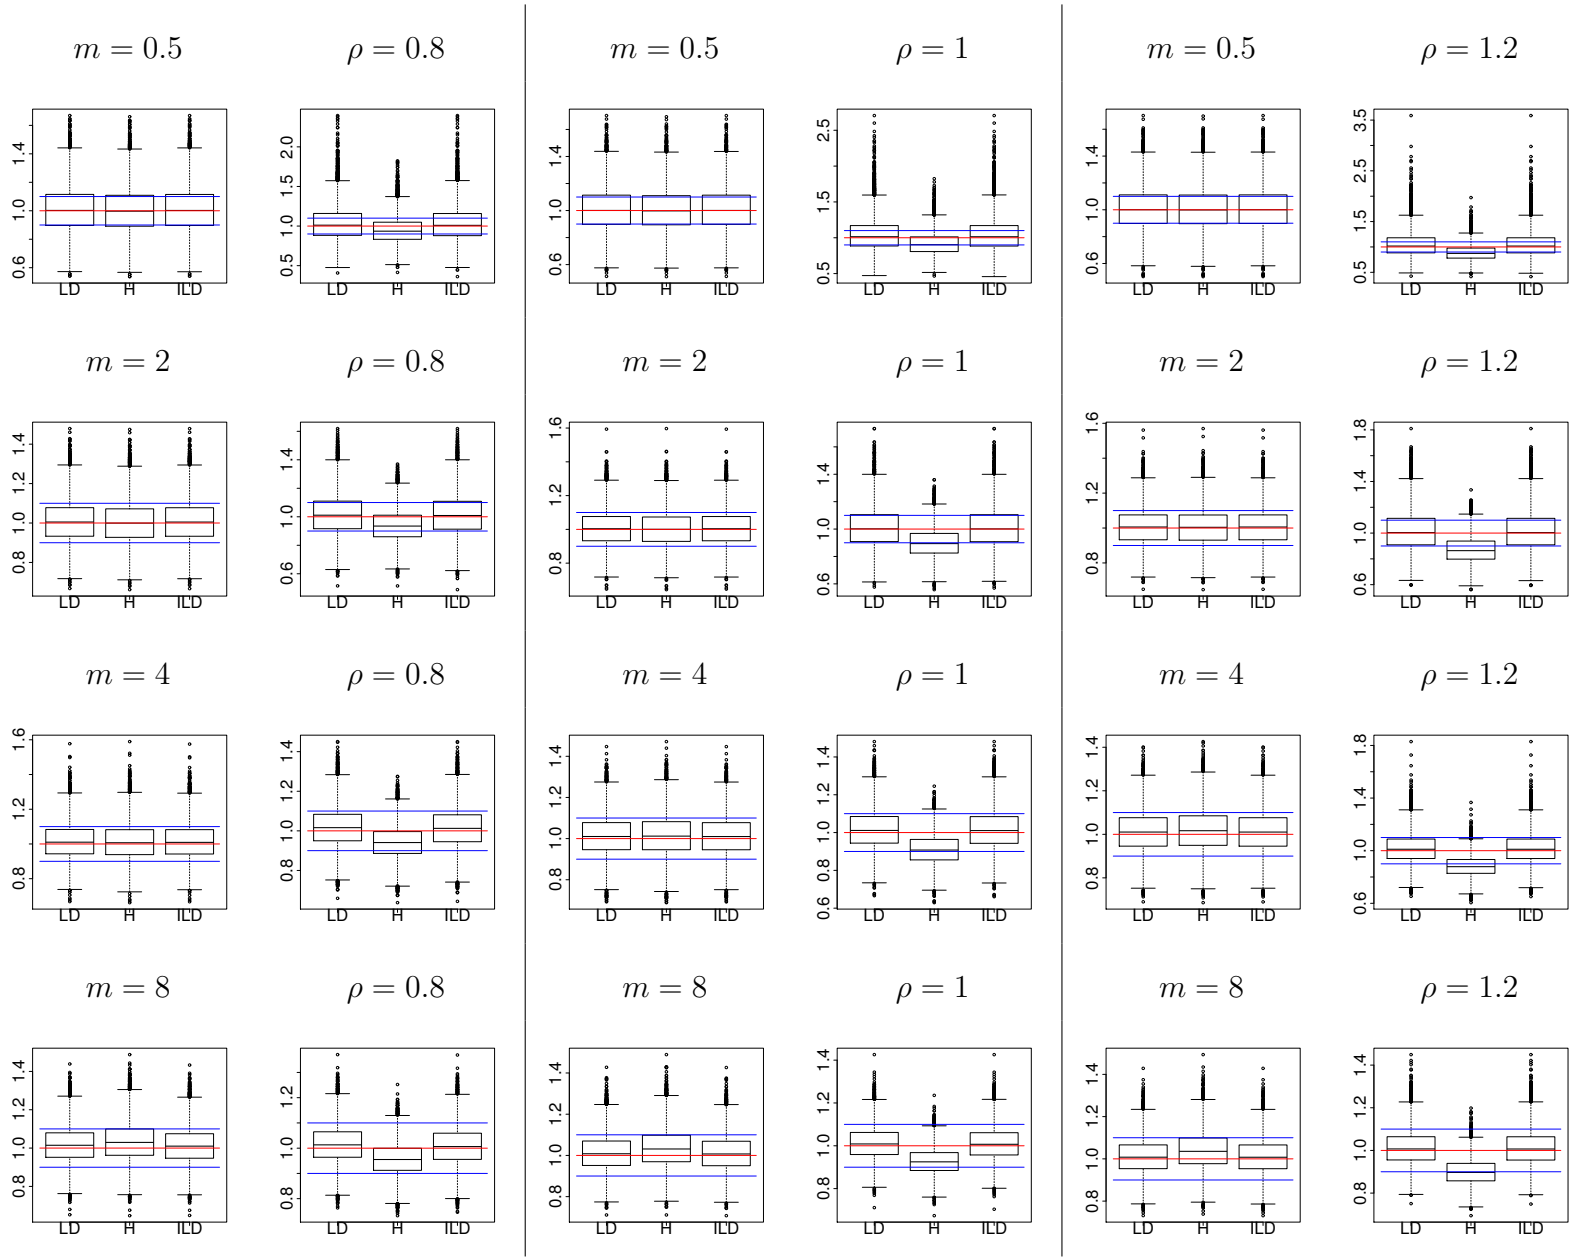 m = 0.5 ρ = 0.8 m = 0.5 ρ = 1 m = 0.5 ρ = 1.2
0.6 1.0 1.4
0.5 1.0 1.5 2.0
0.6 1.0 1.4
0.5 1.5 2.5
0.6 1.0 1.4
0.5 1.5 2.5 3.5
LD H ILD LD H ILD LD H ILD LD H ILD LD H ILD LD H ILD
m = 2 ρ = 0.8 m = 2 ρ = 1 m = 2 ρ = 1.2
0.8 1.0 1.2 1.4
0.6 1.0 1.4
0.8 1.2 1.6
0.6 1.0 1.4
0.8 1.2 1.6
0.6 1.0 1.4 1.8
LD H ILD LD H ILD LD H ILD LD H ILD LD H ILD LD H ILD
m = 4 ρ = 0.8 m = 4 ρ = 1 m = 4 ρ = 1.2
0.8 1.2 1.6
0.8 1.0 1.2 1.4
0.8 1.0 1.2 1.4
0.6 0.8 1.0 1.2 1.4
0.8 1.0 1.2 1.4
0.6 1.0 1.4 1.8
LD H ILD LD H ILD LD H ILD LD H ILD LD H ILD LD H ILD
m = 8 ρ = 0.8 m = 8 ρ = 1 m = 8 ρ = 1.2
0.8 1.0 1.2 1.4
0.8 1.0 1.2
0.8 1.0 1.2 1.4
0.8 1.0 1.2 1.4
0.8 1.0 1.2 1.4
0.8 1.0 1.2 1.4
LD H ILD LD H ILD LD H ILD LD H ILD LD H ILD LD H ILD